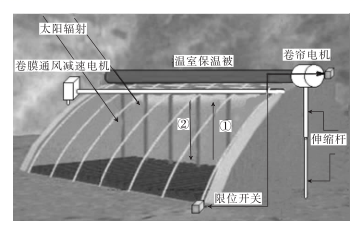 太阳辐射
卷帘电机
温室保温被
卷膜通风减速电机
② ①
伸缩杆
限位开关